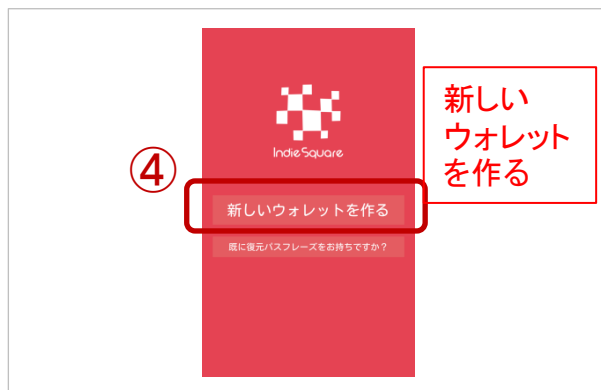 IndieSquare
④
新しいウォレットを作る
既に復元パスフレーズをお持ちですか？
新しい
ウォレット
を作る